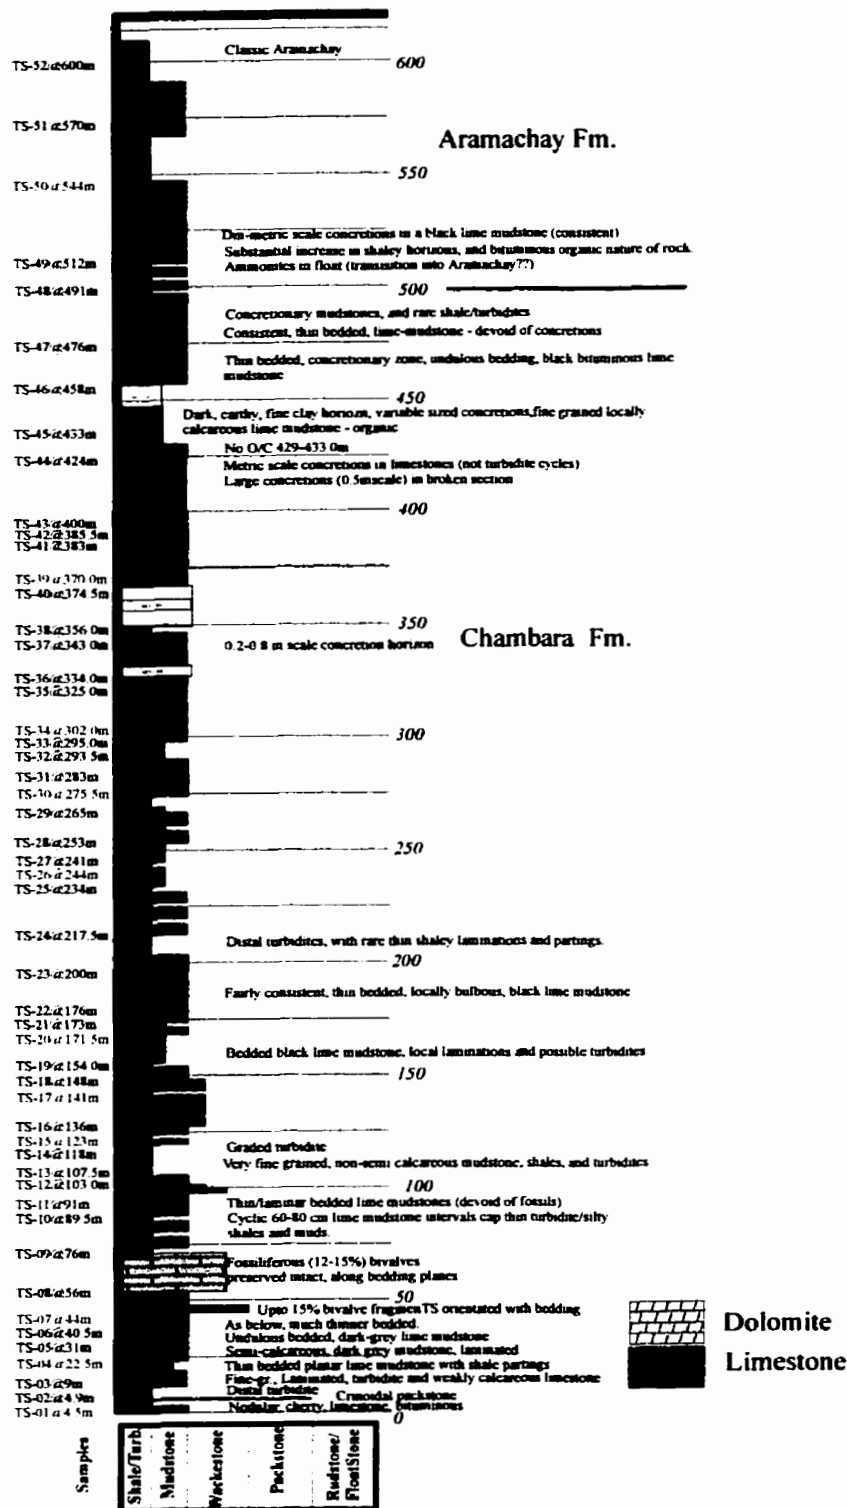 Classic Aramachay
TS-52@600m
600
TS-51@570m
Aramachay Fm.
550
TS-50@544m
Dm-metric scale concretions in a black lime mudstone (consistent)
Substantial increase in shaley horizons, and bituminous organic nature of rock
TS-49@512m
Ammonites in float (transition into Aramachay??)
TS-48@491m
500
Concretionary mudstones, and rare shale/turbidites
Consistent, thin bedded, lime-mudstone - devoid of concretions
TS-47@476m
Thin bedded, concretionary zone, undulous bedding, black bituminous lime
mudstone
TS-46@458m
450
Dark, earthy, fine clay horizon, variable sized concretions,fine grained locally
calcareous lime mudstone - organic
TS-45@433m
No O/C 429-433 0m
TS-44@424m
Metric scale concretions in limestones (not turbidite cycles)
Large concretions (0.5mscale) in broken section
400
TS-43@400m
TS-42@385.5m
TS-41@383m
TS-39@370.0m
TS-40@374.5m
350
TS-38@356.0m
TS-37@343.0m
0.2-0.8 m scale concretion horizon
Chambara Fm.
TS-36@334.0m
TS-35@325.0m
TS-34@302.0m
300
TS-33@295.0m
TS-32@293.5m
TS-31@283m
TS-30@275.5m
TS-29@265m
TS-28@253m
250
TS-27@241m
TS-26@244m
TS-25@234m
TS-24@217.5m
Distal turbidites, with rare thin shaley laminations and partings.
200
TS-23@200m
Fairly consistent, thin bedded, locally bulbous, black lime mudstone
TS-22@176m
TS-21@173m
TS-20@171.5m
Bedded black lime mudstone, local laminations and possible turbidites
TS-19@154.0m
150
TS-18@148m
TS-17@141m
TS-16@136m
TS-15@123m
Graded turbidite
TS-14@118m
Very fine grained, non-semi calcareous mudstone, shales, and turbidites
TS-13@107.5m
TS-12@103.0m
100
TS-11@91m
Thin/laminar bedded lime mudstones (devoid of fossils)
TS-10@89.5m
Cyclic 60-80 cm lime mudstone intervals cap thin turbidite/silty
shales and muds.
TS-09@76m
Fossiliferous (12-15%) bivalves
preserved intact, along bedding planes
TS-08@56m
50
Upto 15% bivalve fragmenTS orientated with bedding
TS-07@44m
As below, much thinner bedded.
TS-06@40.5m
Undulous bedded, dark-grey lime mudstone
TS-05@31m
Semi-calcareous, dark grey mudstone, laminated
TS-04@22.5m
Thin bedded planar lime mudstone with shale partings
TS-03@9m
Fine-gr., Laminated, turbidite and weakly calcareous limestone
Distal turbidite
TS-02@4.9m
Crinoidal packstone
TS-01@4.5m
Nodular, cherty, limestone, bituminous
0
Dolomite
Limestone
Samples
Shale/Turb.
Mudstone
Wackestone
Packstone
Rudstone/
FloatStone